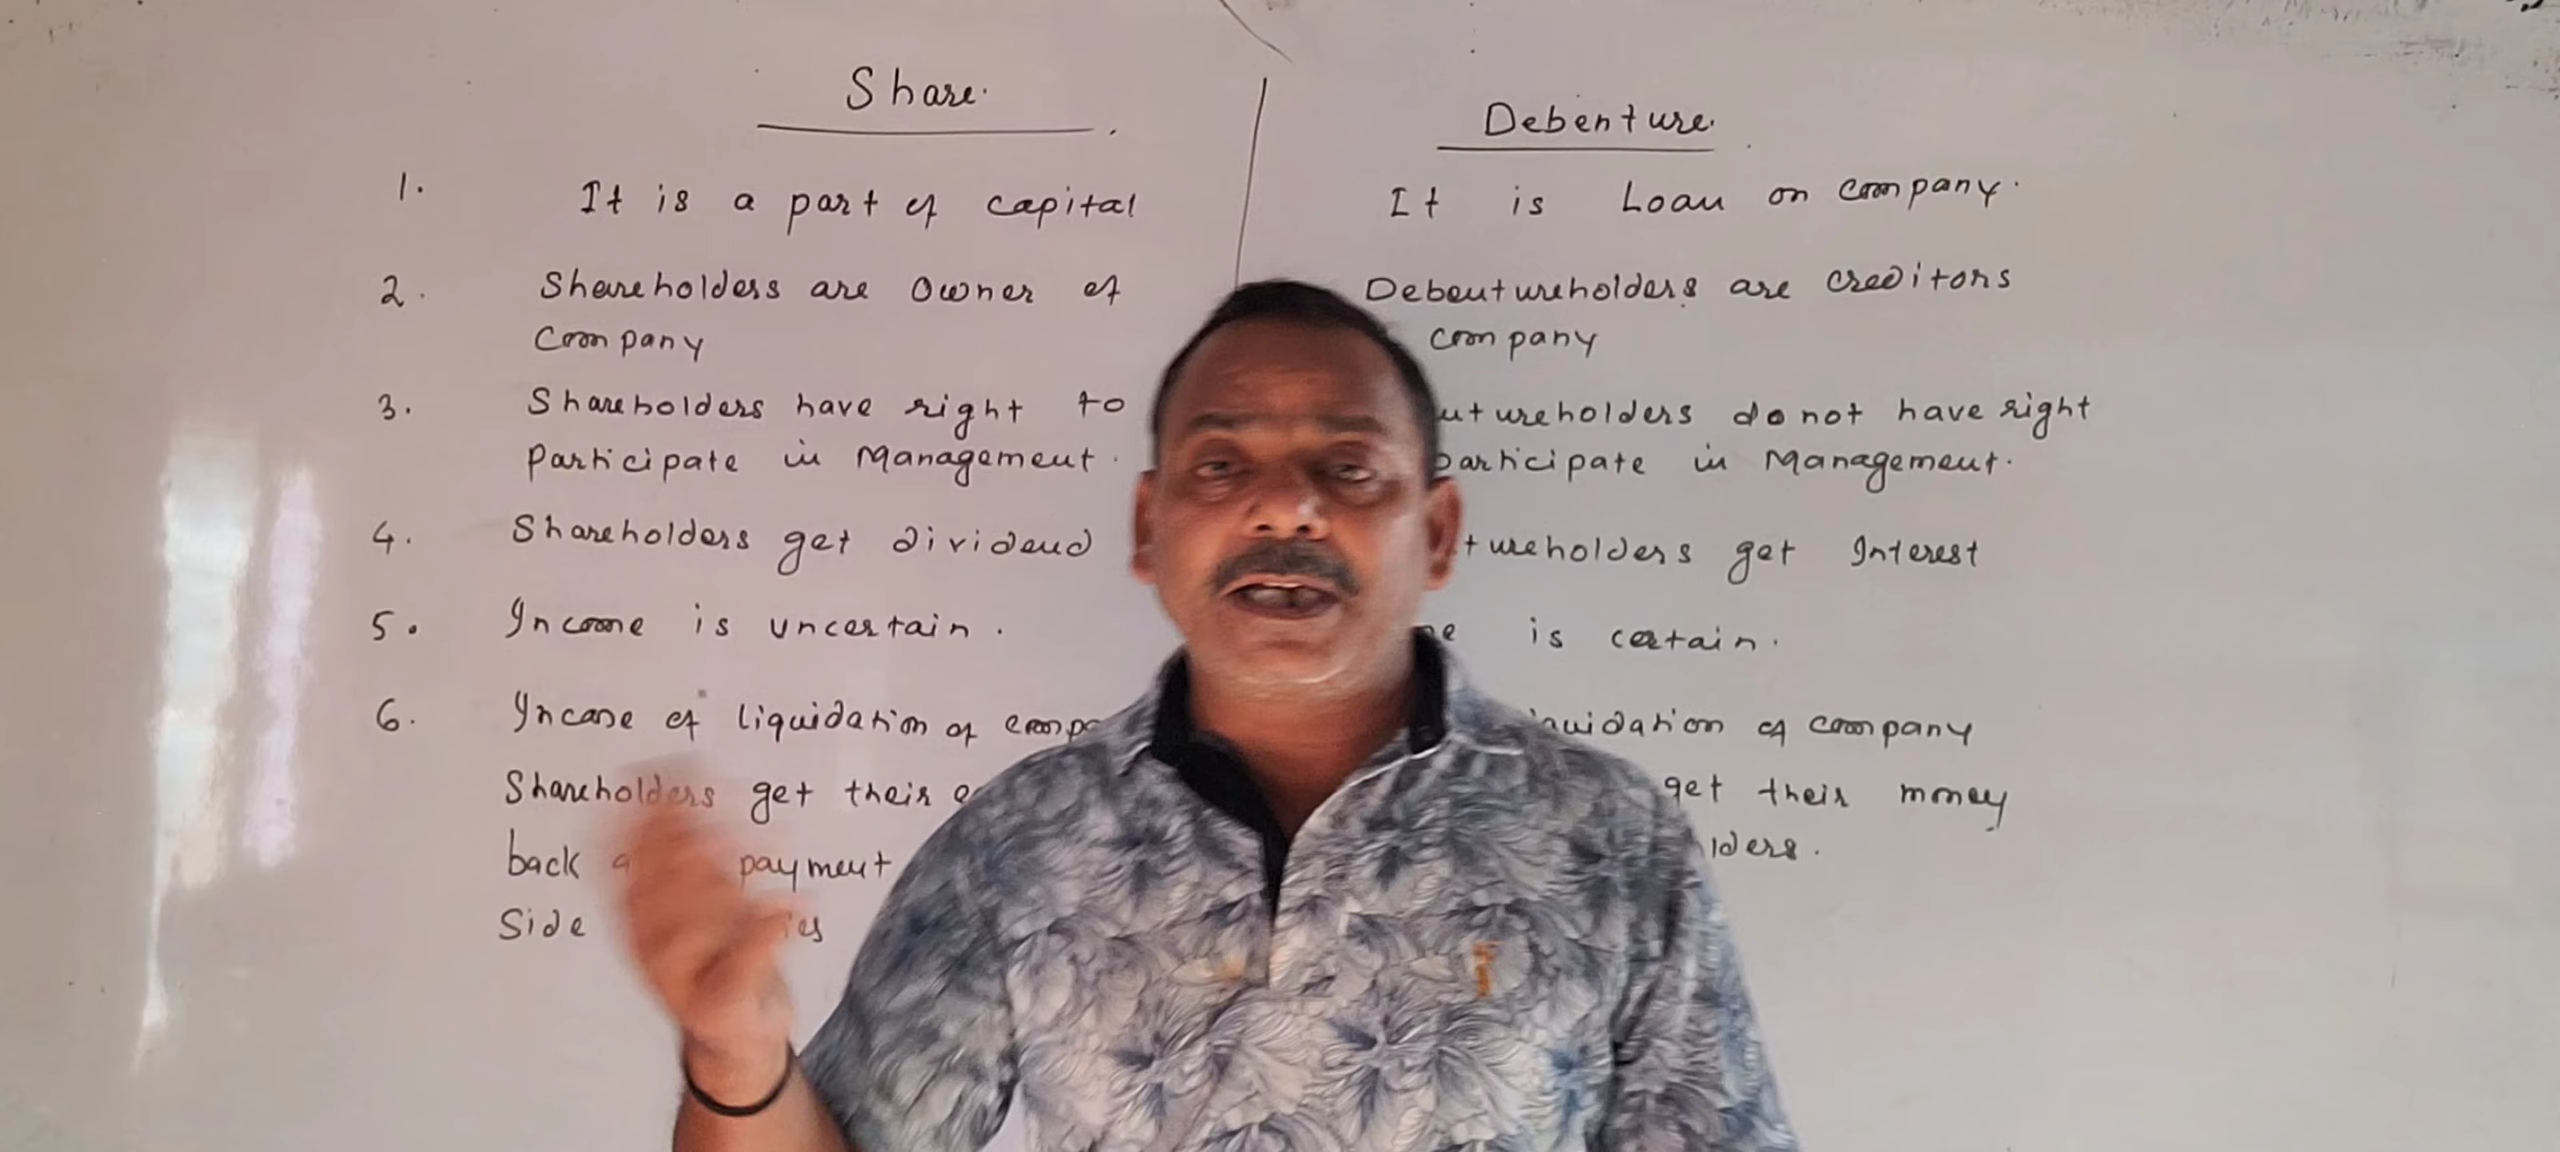 Share.
Debenture.
1. It is a part of capital
It is Loan on company.
2. Shareholders are owner of
Company
Debentureholders are creditors
company
3. Shareholders have right to
participate in Management.
tureholders do not have right
participate in Management.
4. Shareholders get dividend
tureholders get Interest
5. Income is uncertain.
is certain.
6. Incase of liquidation of
Shareholders get their
back payment
Side
liquidation of company
get their money
lders.